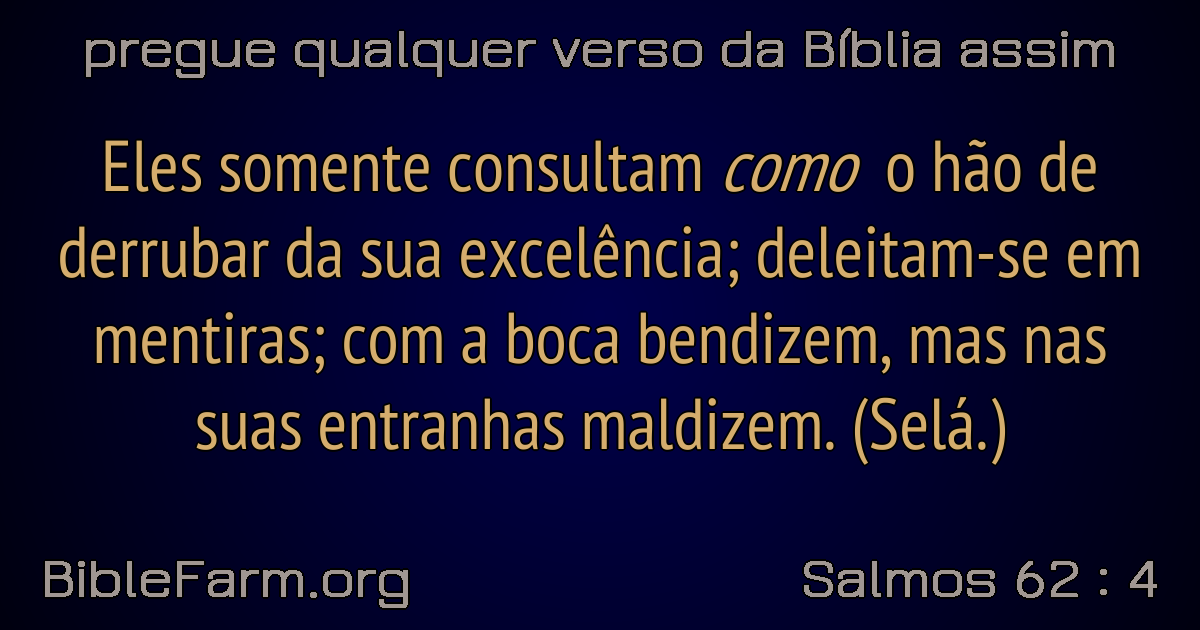 pregue qualquer verso da Bíblia assim
Eles somente consultam como o hão de
derrubar da sua excelência; deleitam-se em
mentiras; com a boca bendizem, mas nas
suas entranhas maldizem. (Selá.)
BibleFarm.org
Salmos 62 : 4